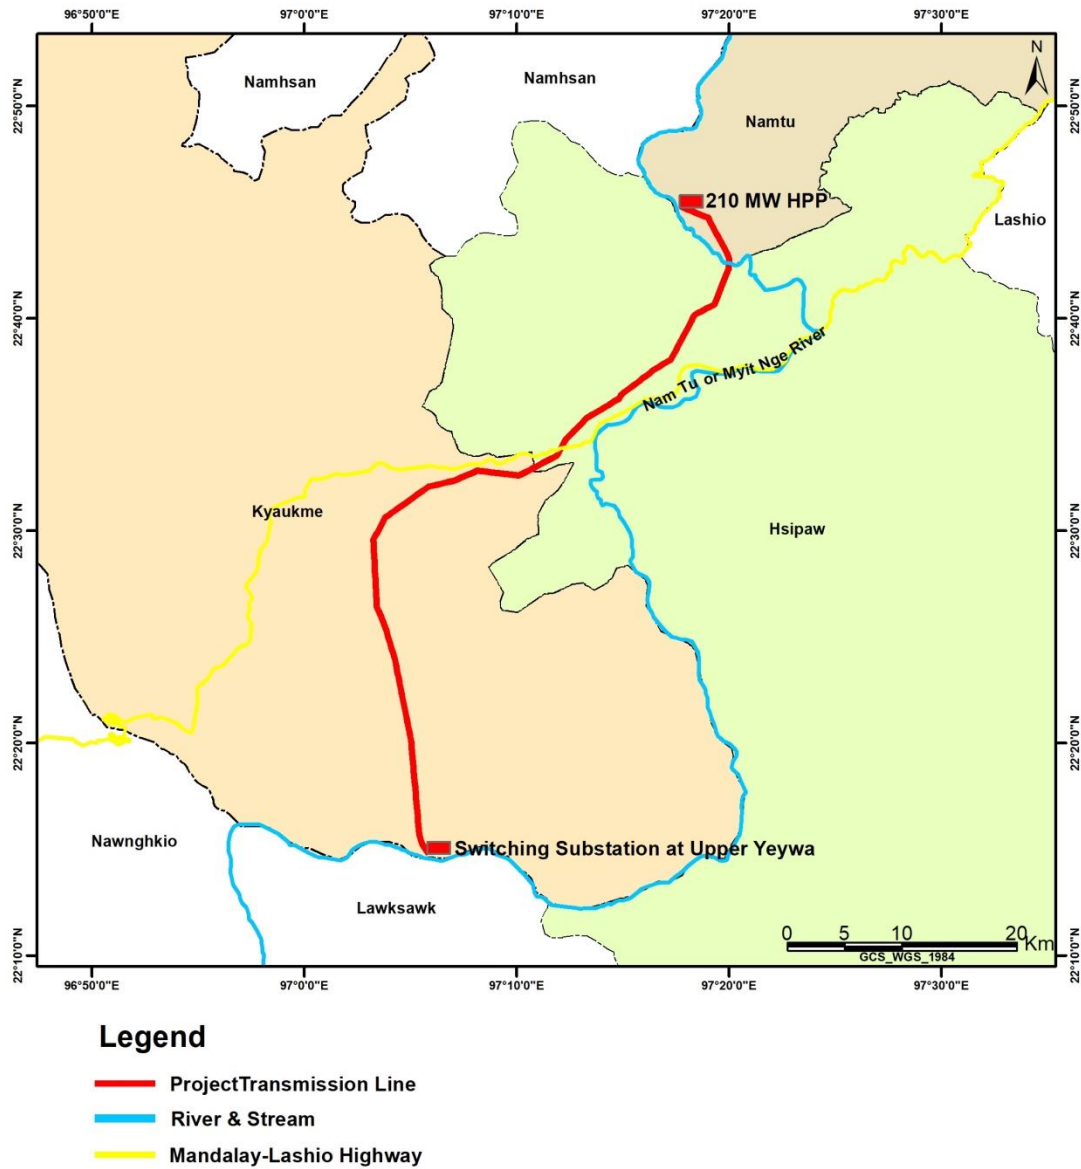 96°50'0"E 97°0'0"E 97°10'0"E 97°20'0"E 97°30'0"E
N
Namhsan
Namhsan
22°50'0"N
22°50'0"N
Namtu
210 MW HPP
Lashio
22°40'0"N
22°40'0"N
Nam Tu or Myit Nge River
Kyaukme
22°30'0"N
22°30'0"N
Hsipaw
22°20'0"N
22°20'0"N
Nawnghkio
Switching Substation at Upper Yeywa
Lawksawk
0 5 10 20 Km
GCS_WGS_1984
22°10'0"N
22°10'0"N
96°50'0"E 97°0'0"E 97°10'0"E 97°20'0"E 97°30'0"E
Legend
ProjectTransmission Line
River & Stream
Mandalay-Lashio Highway